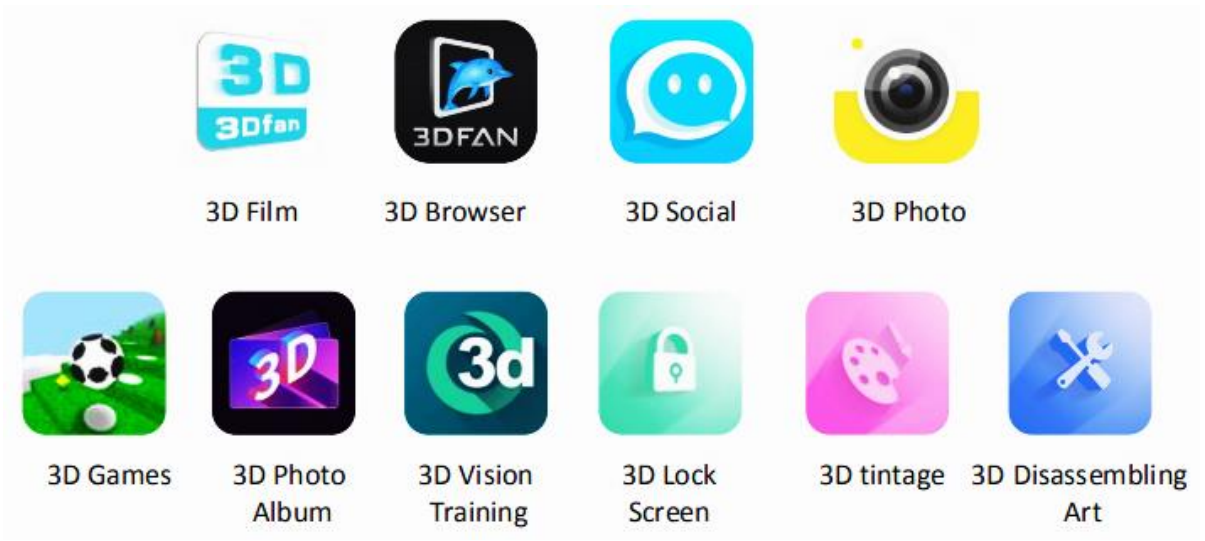 3D
3Dfan
3DFAN
3D Film
3D Browser
3D Social
3D Photo
3D
3d
3D Games
3D Photo
Album
3D Vision
Training
3D Lock
Screen
3D tintage
3D Disassembling
Art